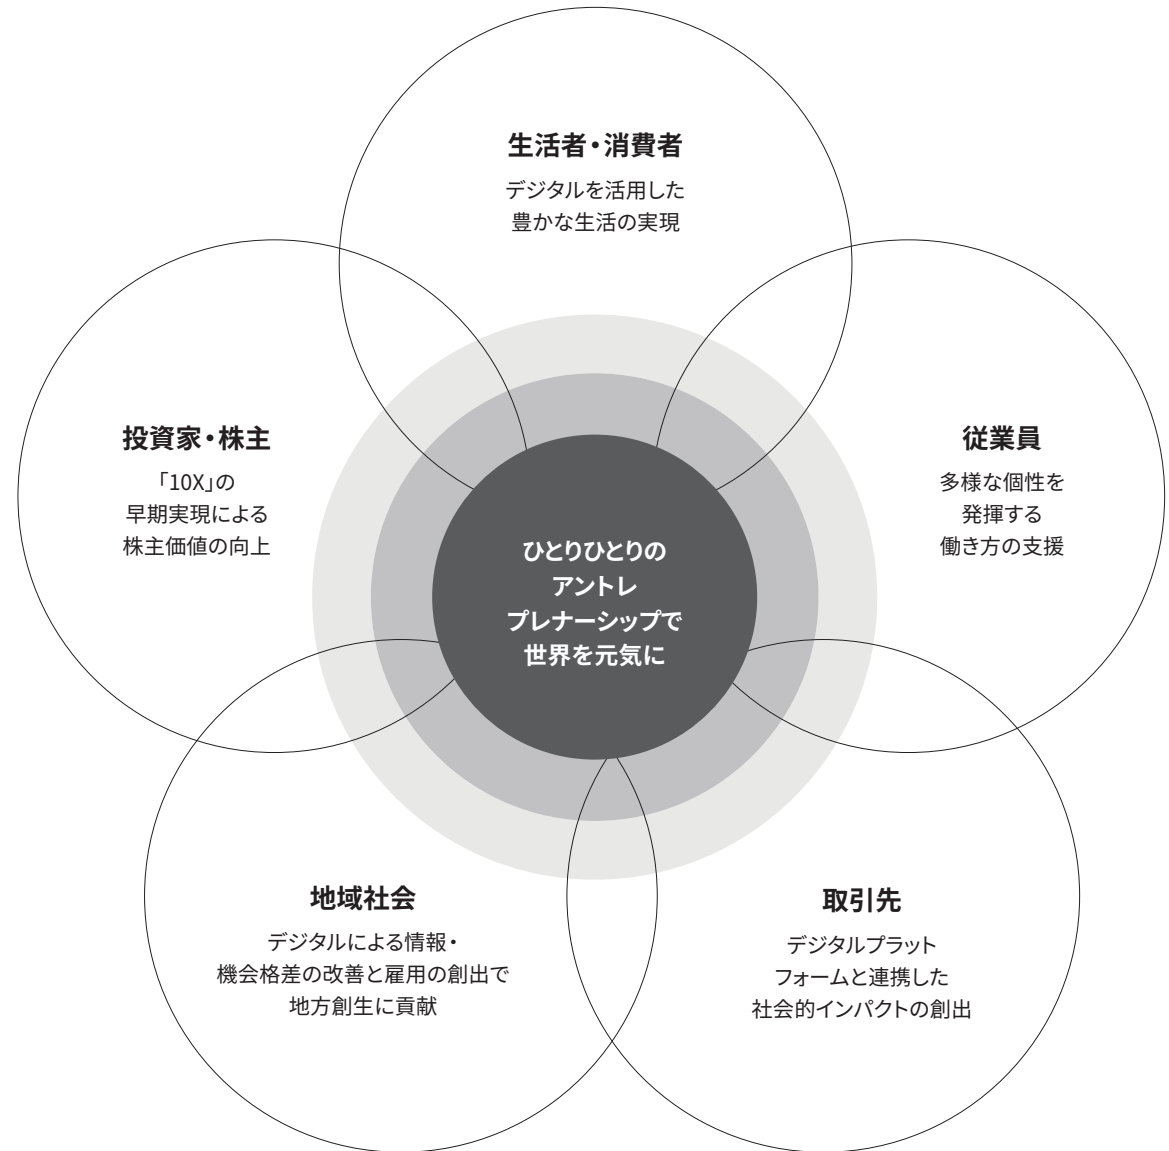 生活者・消費者
デジタルを活用した
豊かな生活の実現
投資家・株主
「10X」の
早期実現による
株主価値の向上
従業員
多様な個性を
発揮する
働き方の支援
ひとりひとりの
アントレ
プレナーシップで
世界を元気に
地域社会
デジタルによる情報・
機会格差の改善と雇用の創出で
地方創生に貢献
取引先
デジタルプラット
フォームと連携した
社会的インパクトの創出